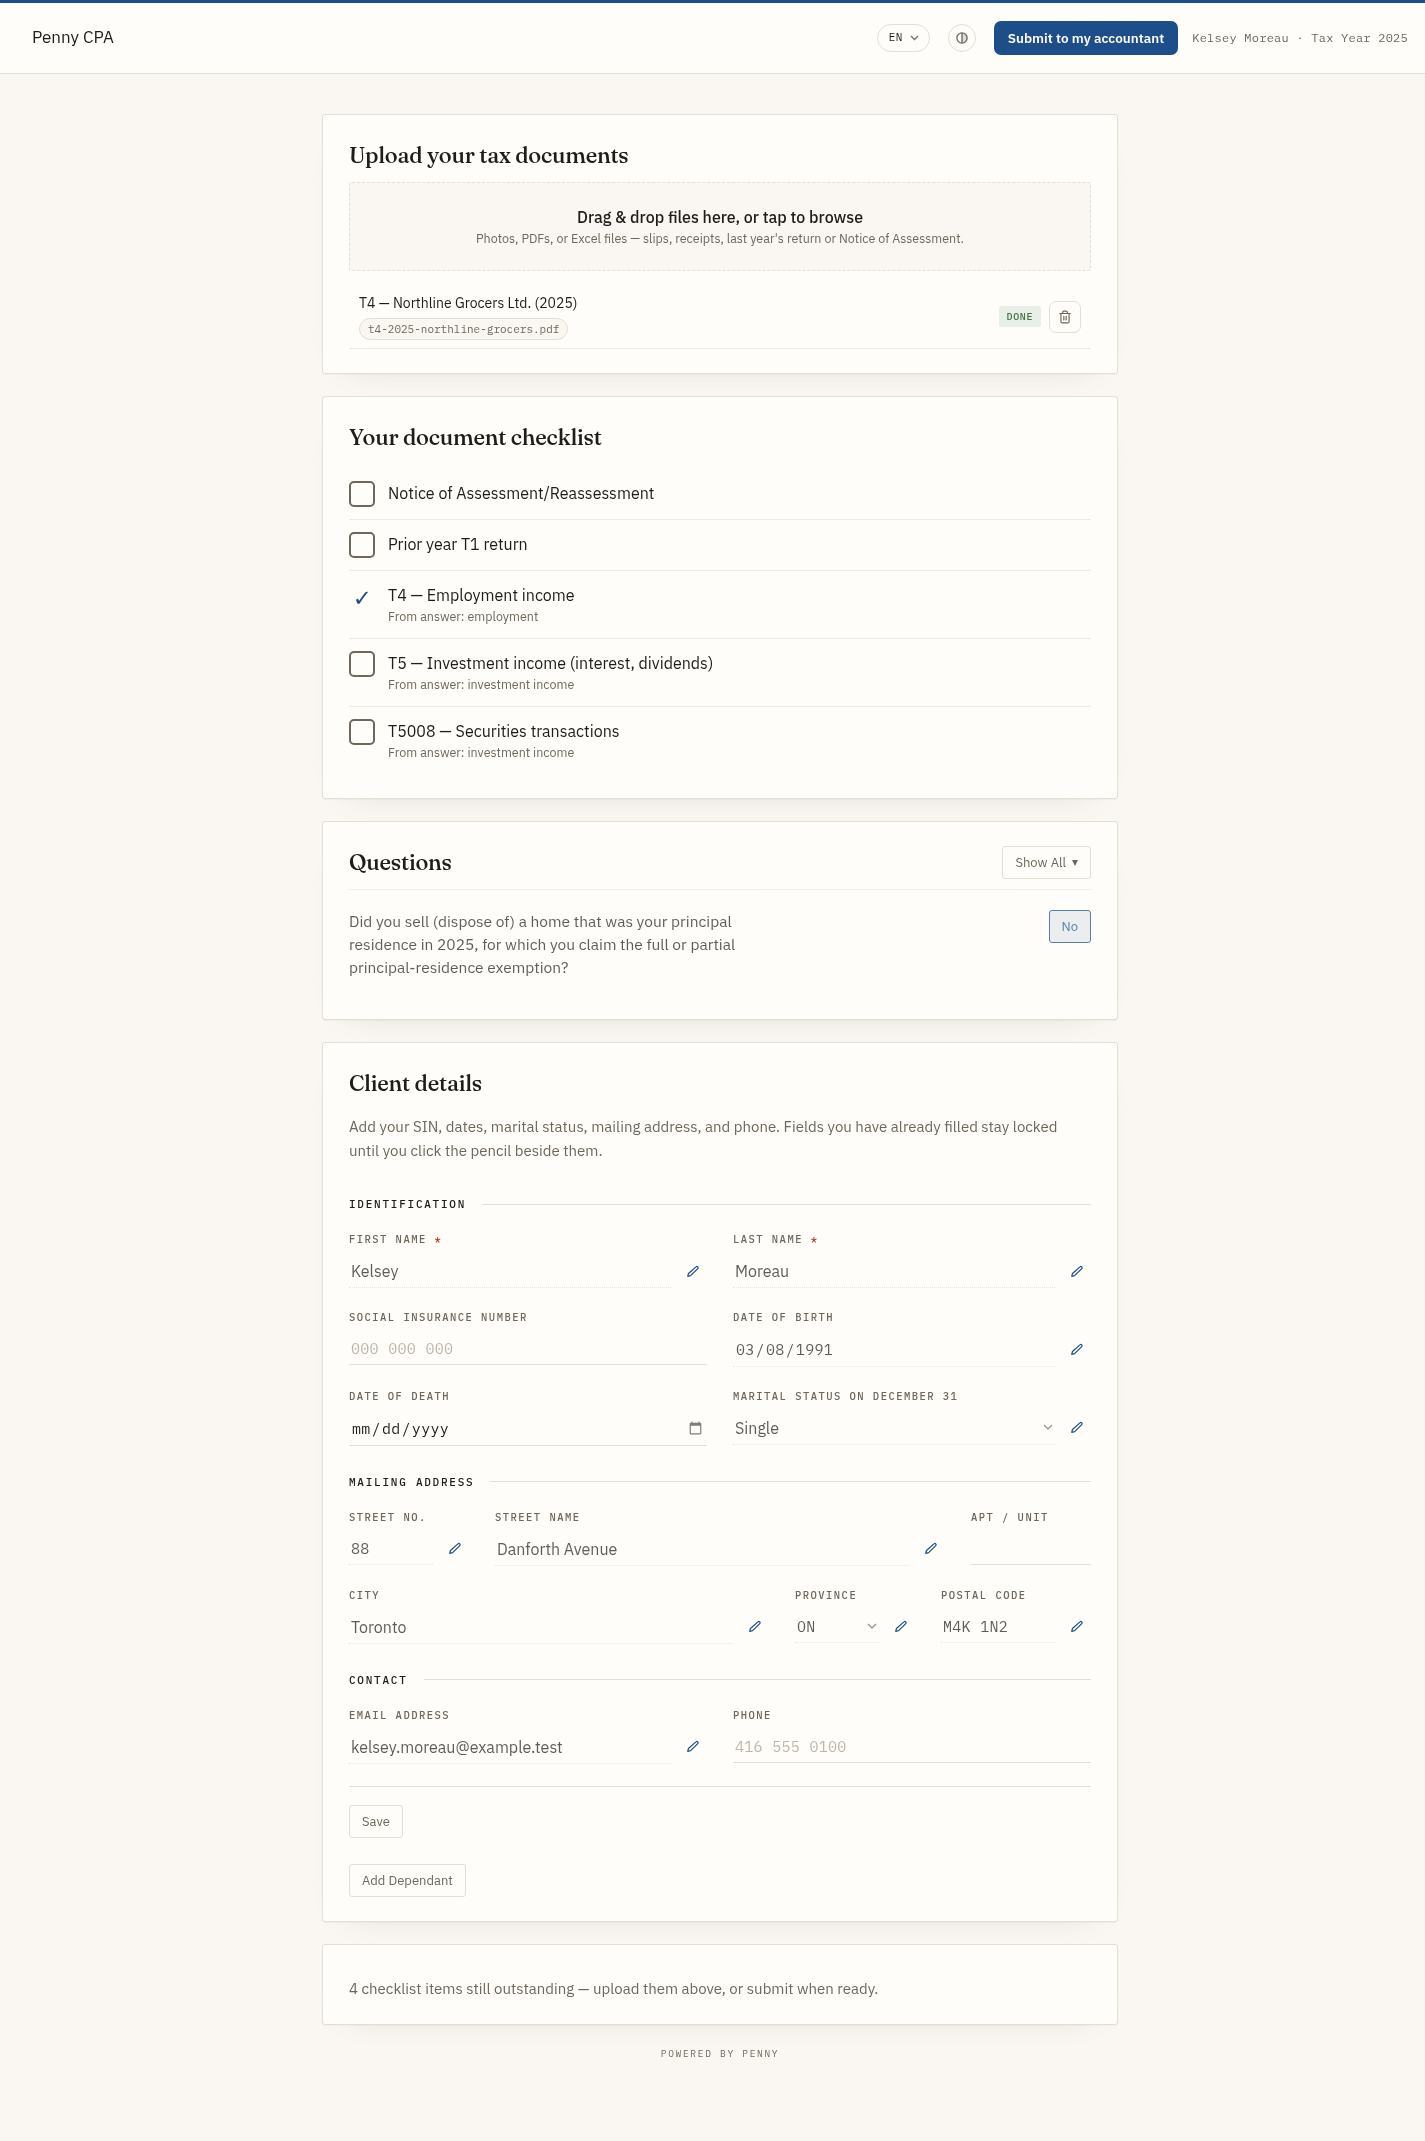 Penny CPA
EN
Submit to my accountant
Kelsey Moreau · Tax Year 2025
Upload your tax documents
Drag & drop files here, or tap to browse
Photos, PDFs, or Excel files — slips, receipts, last year's return or Notice of Assessment.
T4 — Northline Grocers Ltd. (2025)
t4-2025-northline-grocers.pdf
DONE
Your document checklist
Notice of Assessment/Reassessment
Prior year T1 return
✓ T4 — Employment income
From answer: employment
T5 — Investment income (interest, dividends)
From answer: investment income
T5008 — Securities transactions
From answer: investment income
Questions
Show All ▾
Did you sell (dispose of) a home that was your principal
residence in 2025, for which you claim the full or partial
principal-residence exemption?
No
Client details
Add your SIN, dates, marital status, mailing address, and phone. Fields you have already filled stay locked
until you click the pencil beside them.
IDENTIFICATION
FIRST NAME *
LAST NAME *
Kelsey
Moreau
SOCIAL INSURANCE NUMBER
DATE OF BIRTH
000 000 000
03/08/1991
DATE OF DEATH
MARITAL STATUS ON DECEMBER 31
mm/dd/yyyy
Single
MAILING ADDRESS
STREET NO.
STREET NAME
APT / UNIT
88
Danforth Avenue
CITY
PROVINCE
POSTAL CODE
Toronto
ON
M4K 1N2
CONTACT
EMAIL ADDRESS
PHONE
kelsey.moreau@example.test
416 555 0100
Save
Add Dependant
4 checklist items still outstanding — upload them above, or submit when ready.
POWERED BY PENNY